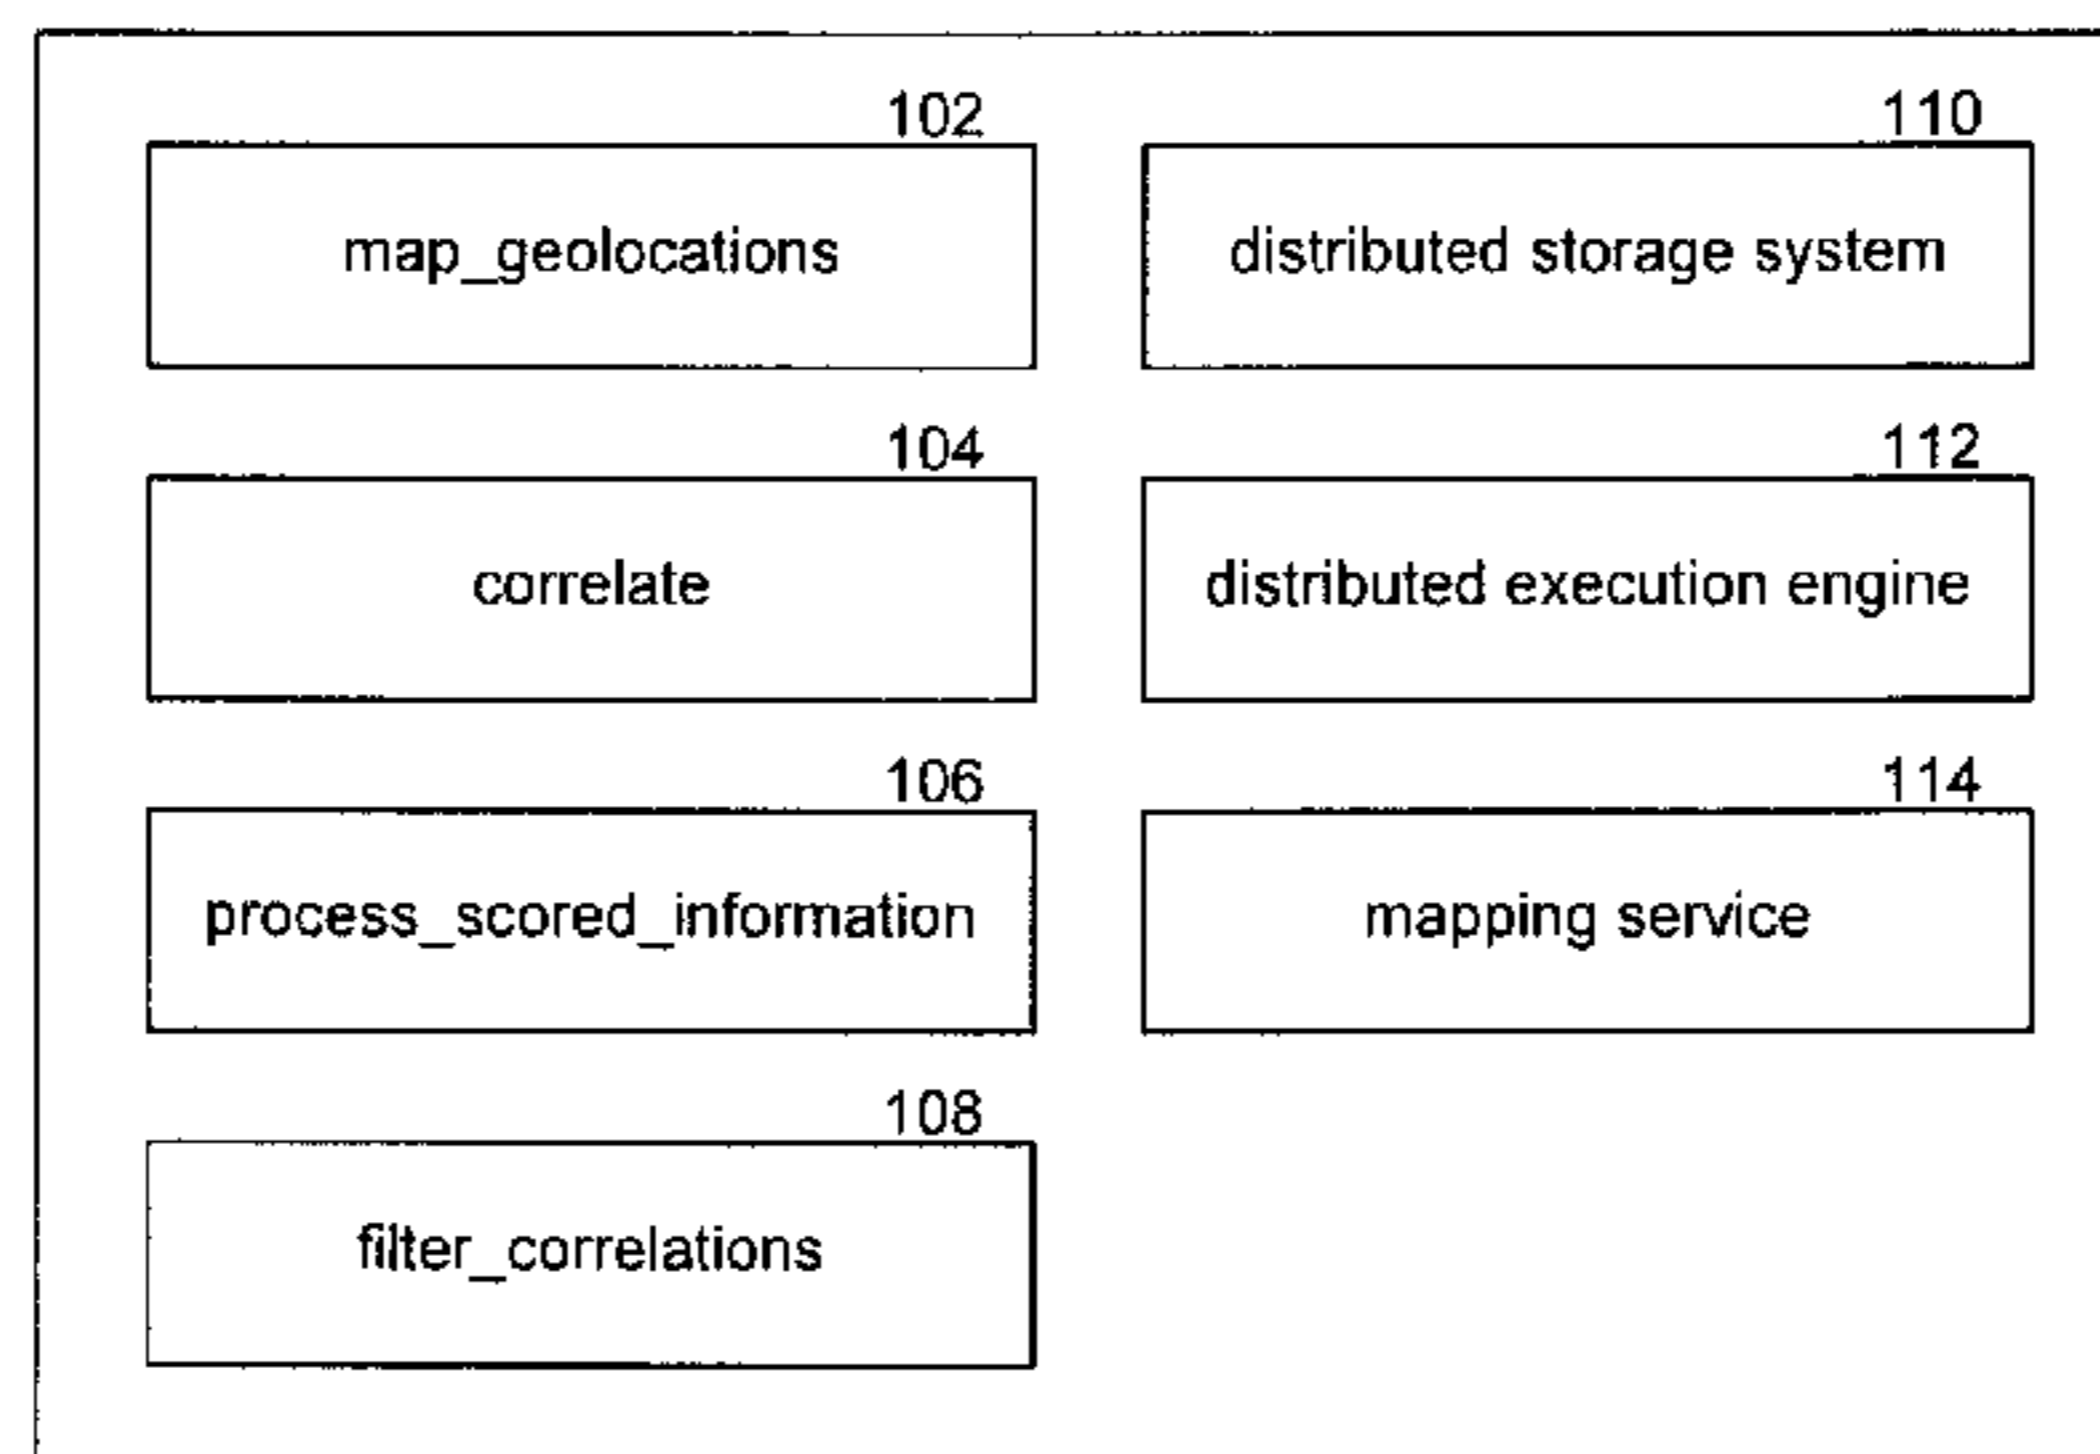 102
map_geolocations
104
correlate
106
process_scored_information
108
filter_correlations
110
distributed storage system
112
distributed execution engine
114
mapping service